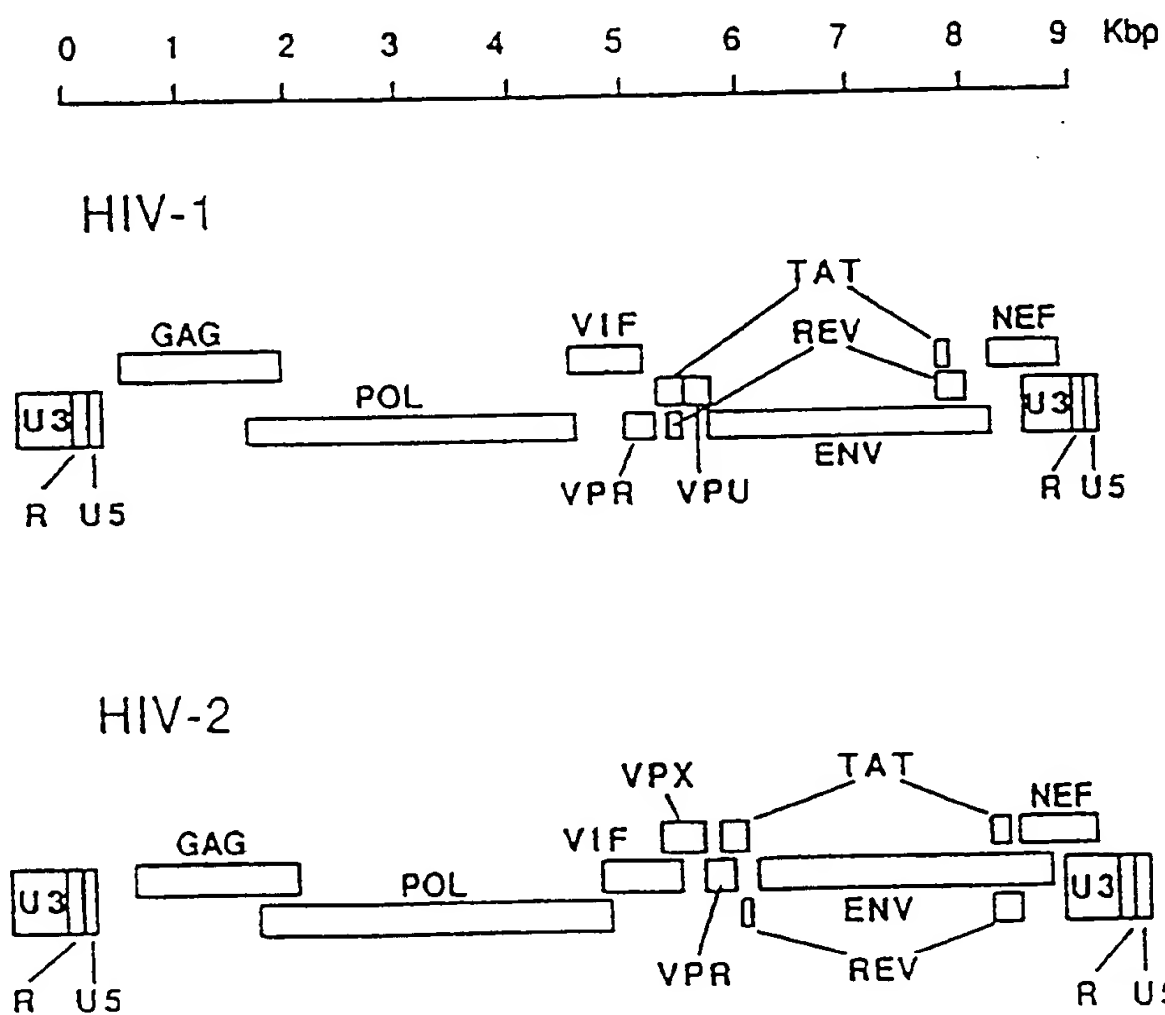 0 1 2 3 4 5 6 7 8 9 Kbp
HIV-1
TAT
GAG VIF REV NEF
POL
U3 U3
ENV
VPR VPU R U5
R U5
HIV-2
VPX TAT
NEF
GAG VIF
POL
U3 U3
ENV
VPR REV
R U5 R U5